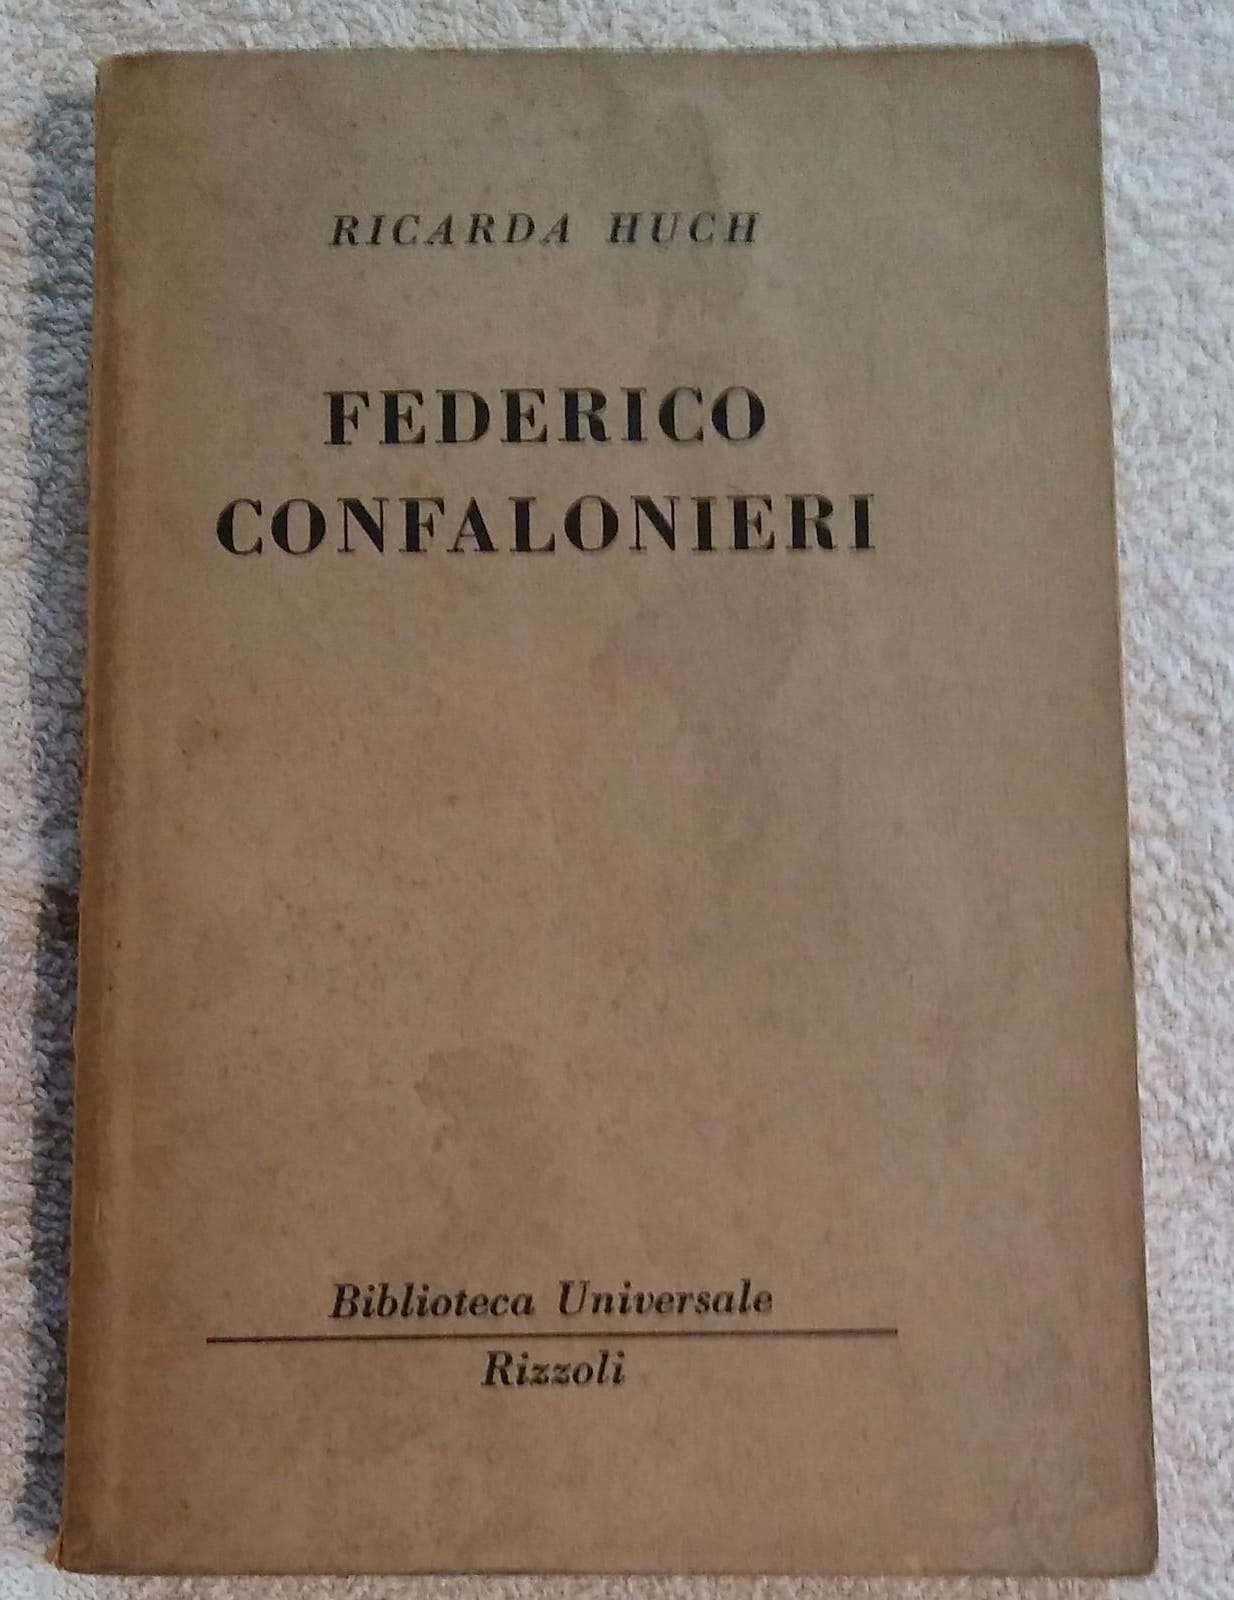 RICARDA HUCH
FEDERICO
CONFALONIERI
Biblioteca Universale
Rizzoli